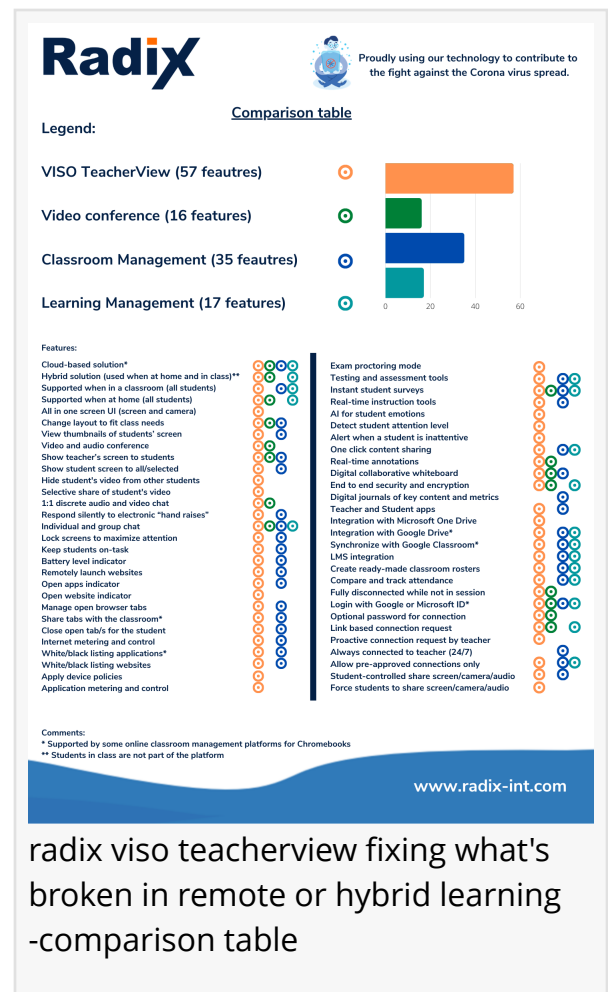 Radix
Proudly using our technology to contribute to
the fight against the Corona virus spread.
Comparison table
Legend:
VISO TeacherView (57 feautres)
Video conference (16 features)
Classroom Management (35 feautres)
Learning Management (17 features)
0 20 40 60
Features:
Cloud-based solution*
Hybrid solution (used when at home and in class)**
Supported when in a classroom (all students)
Supported when at home (all students)
All in one screen UI (screen and camera)
Change layout to fit class needs
View thumbnails of students' screen
Video and audio conference
Show teacher's screen to students
Show student screen to all/selected
Hide student's video from other students
Selective share of student's video
1:1 discrete audio and video chat
Respond silently to electronic “hand raises”
Individual and group chat
Lock screens to maximize attention
Keep students on-task
Battery level indicator
Remotely launch websites
Open apps indicator
Open website indicator
Manage open browser tabs
Share tabs with the classroom*
Close open tab/s for the student
Internet metering and control
White/black listing applications*
White/black listing websites
Apply device policies
Application metering and control
Exam proctoring mode
Testing and assessment tools
Instant student surveys
Real-time instruction tools
AI for student emotions
Detect student attention level
Alert when a student is inattentive
One click content sharing
Real-time annotations
Digital collaborative whiteboard
End to end security and encryption
Digital journals of key content and metrics
Teacher and Student apps
Integration with Microsoft One Drive
Integration with Google Drive*
Synchronize with Google Classroom*
LMS integration
Create ready-made classroom rosters
Compare and track attendance
Fully disconnected while not in session
Login with Google or Microsoft ID*
Optional password for connection
Link based connection request
Proactive connection request by teacher
Always connected to teacher (24/7)
Allow pre-approved connections only
Student-controlled share screen/camera/audio
Force students to share screen/camera/audio
Comments:
* Supported by some online classroom management platforms for Chromebooks
** Students in class are not part of the platform
www.radix-int.com
radix viso teacherview fixing what's
broken in remote or hybrid learning
-comparison table